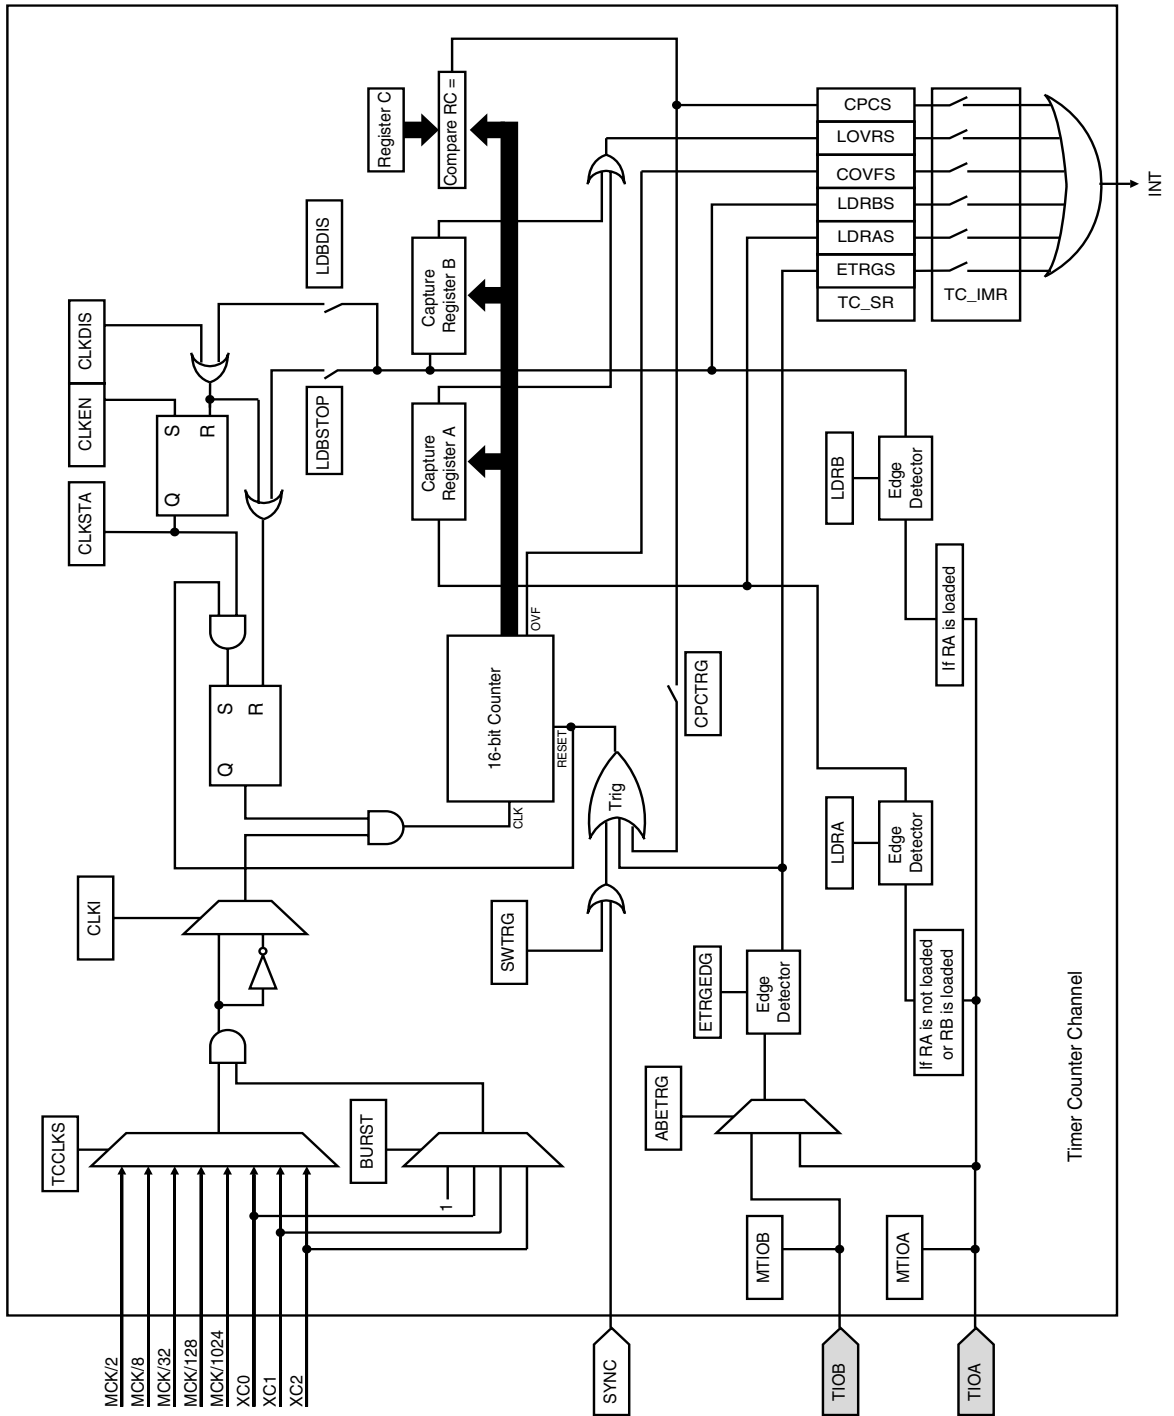 TCCLKS
MCK/2
MCK/8
MCK/32
MCK/128
MCK/1024
XC0
XC1
XC2
CLKI
CLKSTA
CLKEN
CLKDIS
Q
S
R
Q
S
R
BURST
1
LDBSTOP
LDBDIS
Register C
Capture
Register A
Capture
Register B
Compare RC =
16-bit Counter
CLK
OVF
RESET
SWTRG
Trig
CPCTRG
SYNC
ABETRG
ETRGEDG
Edge
Detector
MTIOB
TIOB
MTIOA
TIOA
LDRA
Edge
Detector
If RA is not loaded
or RB is loaded
LDRB
Edge
Detector
If RA is loaded
CPCS
LOVRS
COVFS
LDRBS
LDRAS
ETRGS
TC_SR
TC_IMR
INT
Timer Counter Channel